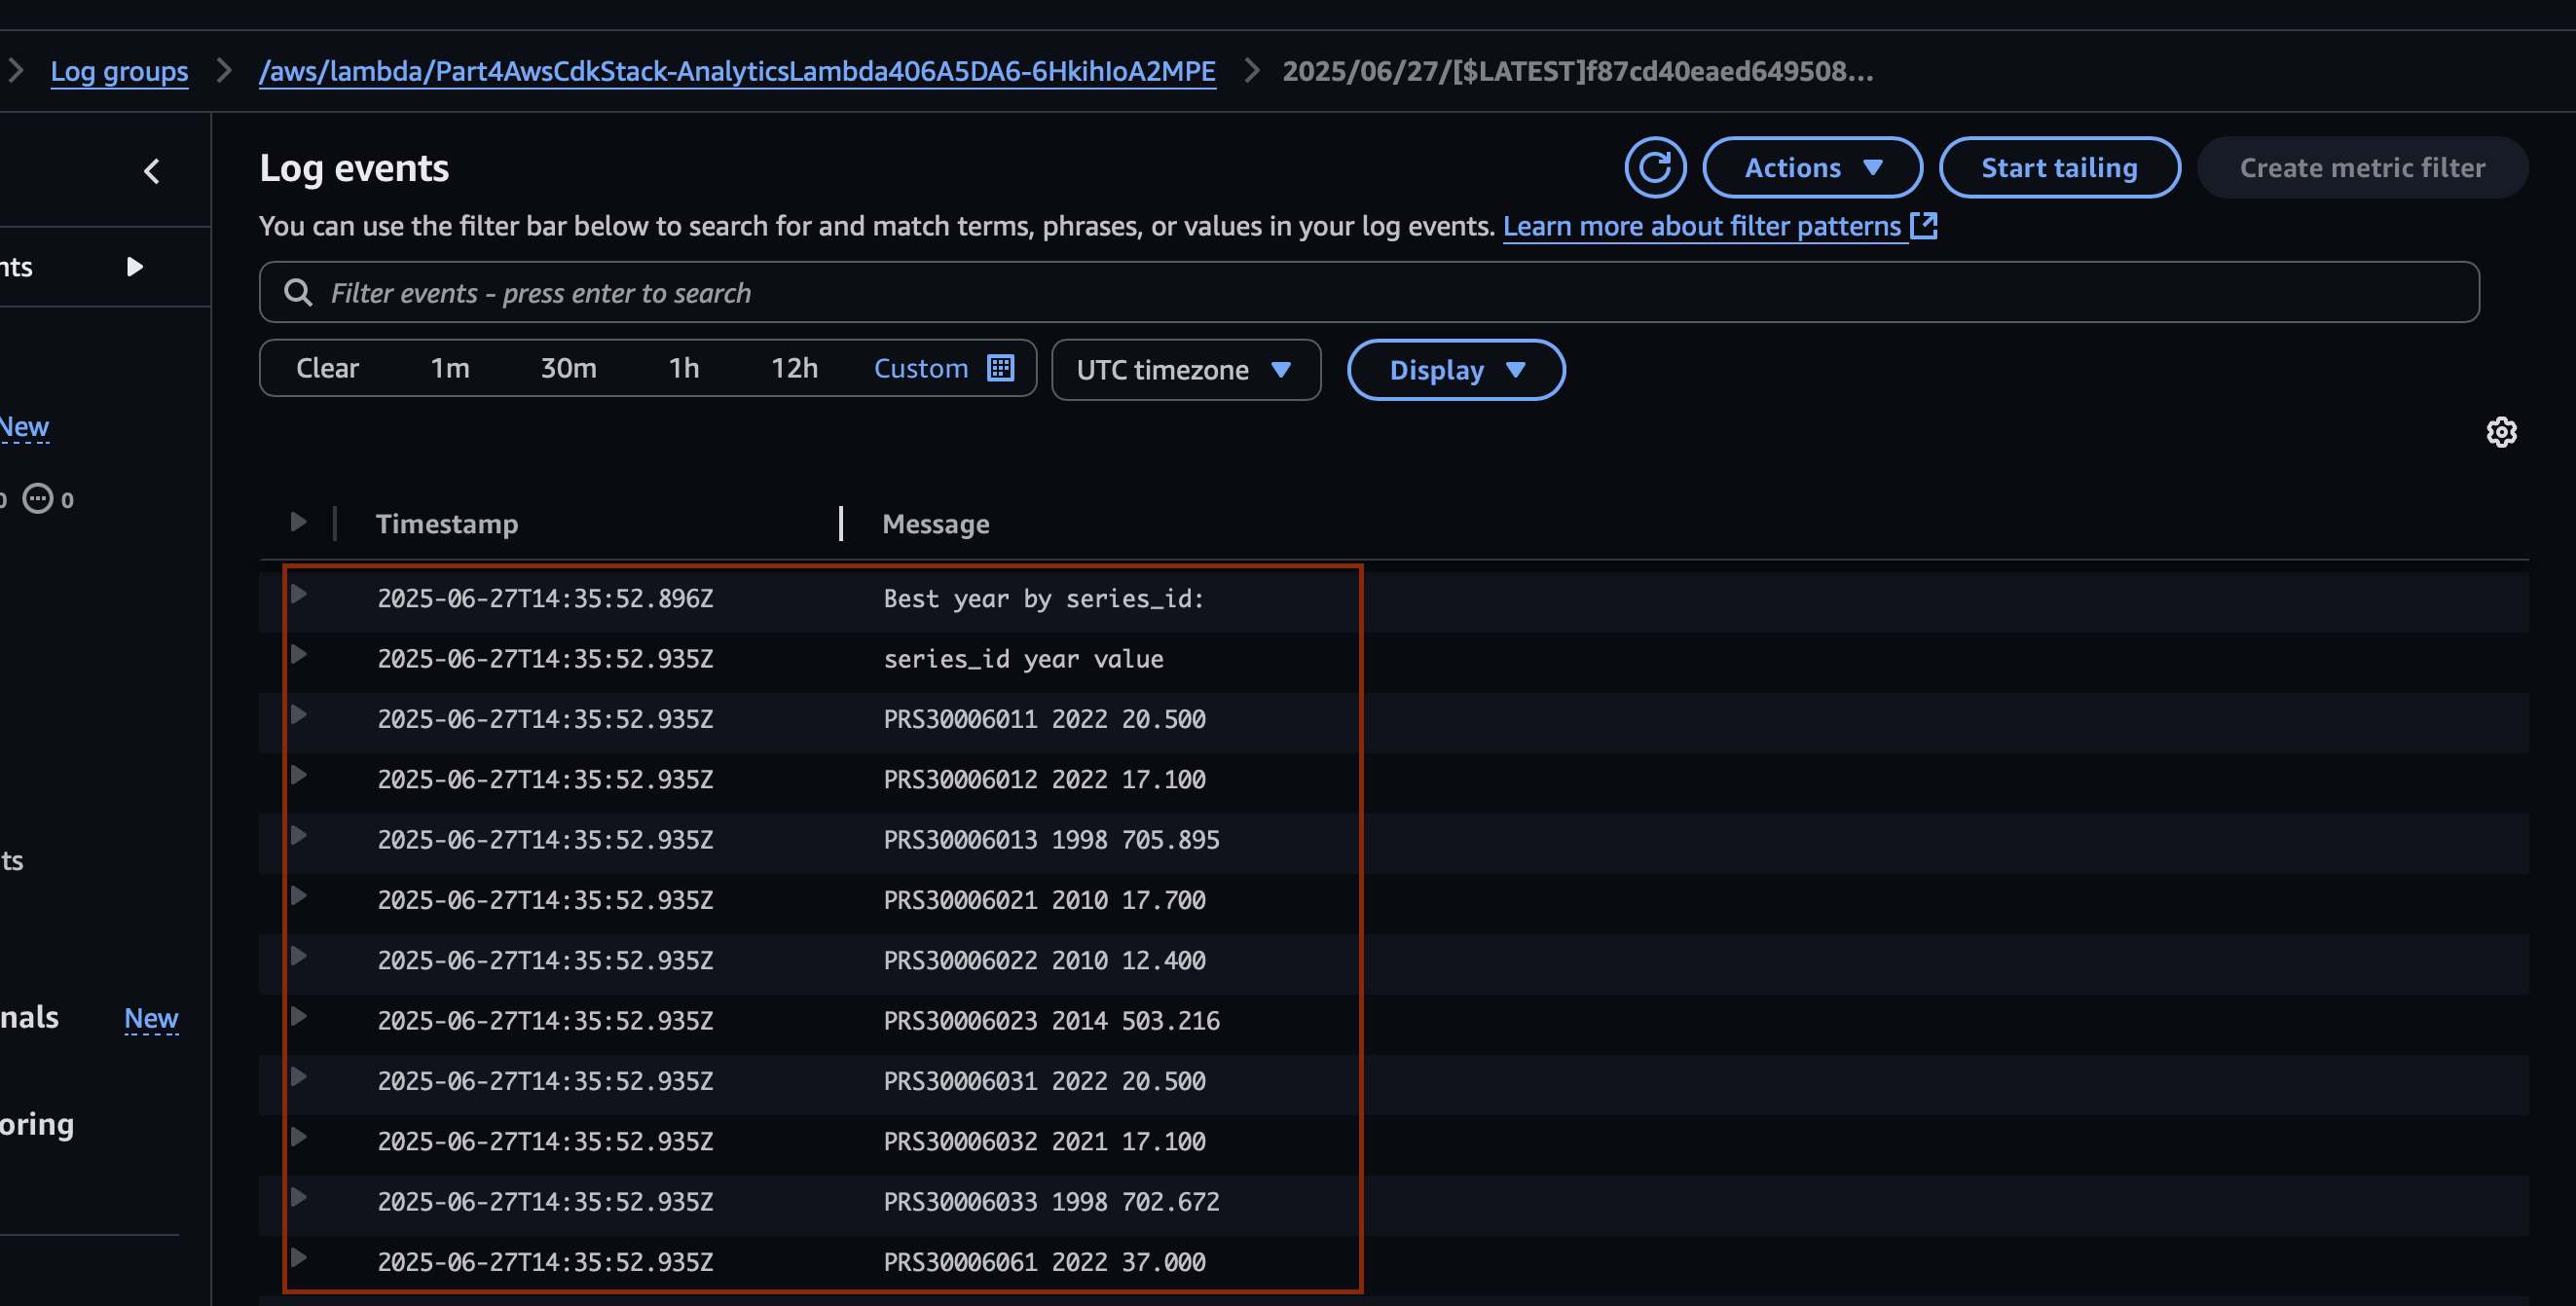 Log groups /aws/lambda/Part4AwsCdkStack-AnalyticsLambda406A5DA6-6HkihIoA2MPE 2025/06/27/[$LATEST]f87cd40eaed649508...
Log events
Actions
Start tailing
Create metric filter
You can use the filter bar below to search for and match terms, phrases, or values in your log events. Learn more about filter patterns
nts
Filter events - press enter to search
Clear 1m 30m 1h 12h Custom UTC timezone Display
New
0 0
Timestamp Message
2025-06-27T14:35:52.896Z Best year by series_id:
2025-06-27T14:35:52.935Z series_id year value
2025-06-27T14:35:52.935Z PRS30006011 2022 20.500
2025-06-27T14:35:52.935Z PRS30006012 2022 17.100
2025-06-27T14:35:52.935Z PRS30006013 1998 705.895
ts
2025-06-27T14:35:52.935Z PRS30006021 2010 17.700
2025-06-27T14:35:52.935Z PRS30006022 2010 12.400
nals New
2025-06-27T14:35:52.935Z PRS30006023 2014 503.216
2025-06-27T14:35:52.935Z PRS30006031 2022 20.500
oring
2025-06-27T14:35:52.935Z PRS30006032 2021 17.100
2025-06-27T14:35:52.935Z PRS30006033 1998 702.672
2025-06-27T14:35:52.935Z PRS30006061 2022 37.000